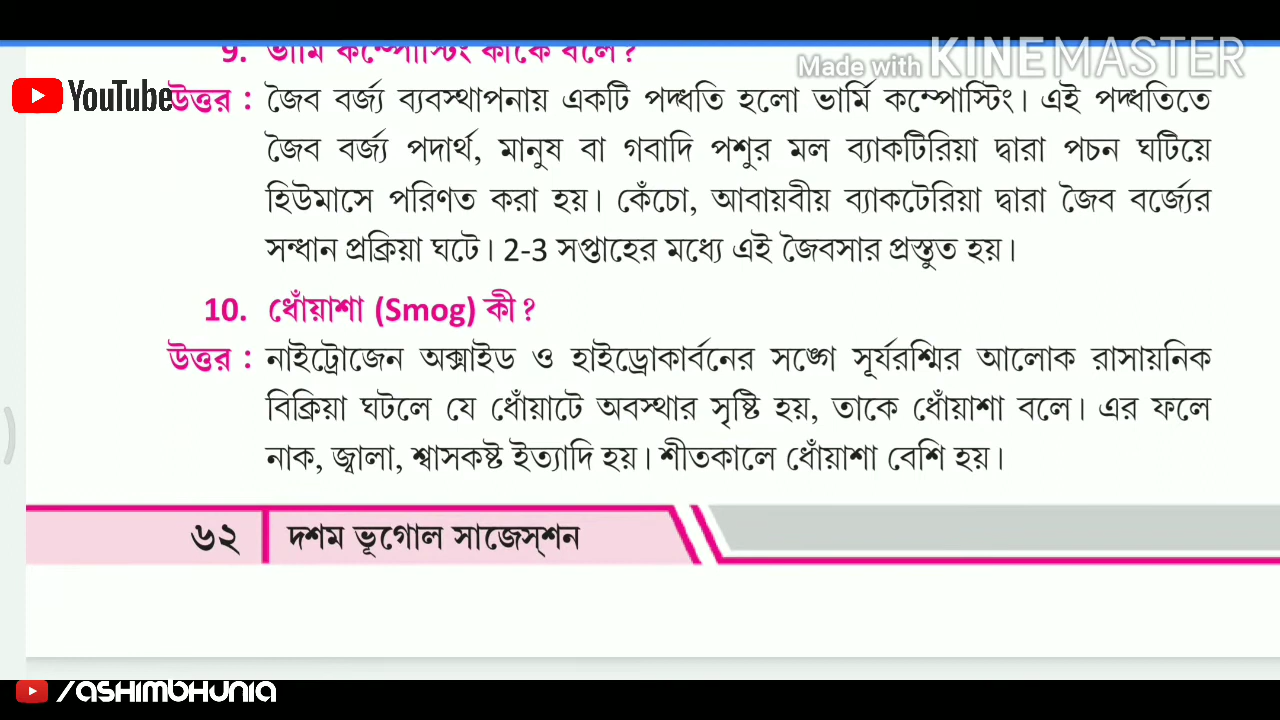 9. ভার্মি কম্পোস্টিং কাকে বলে?
Made with KINEMASTER
YouTube
উত্তর : জৈব বর্জ্য ব্যবস্থাপনায় একটি পদ্ধতি হলো ভার্মি কম্পোস্টিং। এই পদ্ধতিতে
জৈব বর্জ্য পদার্থ, মানুষ বা গবাদি পশুর মল ব্যাকটিরিয়া দ্বারা পচন ঘটিয়ে
হিউমাসে পরিণত করা হয়। কেঁচো, আবায়বীয় ব্যাকটেরিয়া দ্বারা জৈব বর্জ্যের
সন্ধান প্রক্রিয়া ঘটে। 2-3 সপ্তাহের মধ্যে এই জৈবসার প্রস্তুত হয়।
10. ধোঁয়াশা (Smog) কী?
উত্তর : নাইট্রোজেন অক্সাইড ও হাইড্রোকার্বনের সঙ্গে সূর্যরশ্মির আলোক রাসায়নিক
বিক্রিয়া ঘটলে যে ধোঁয়াটে অবস্থার সৃষ্টি হয়, তাকে ধোঁয়াশা বলে। এর ফলে
নাক, জ্বালা, শ্বাসকষ্ট ইত্যাদি হয়। শীতকালে ধোঁয়াশা বেশি হয়।
৬২ দশম ভূগোল সাজেস্‌শন
/ASHIMBHUNIA